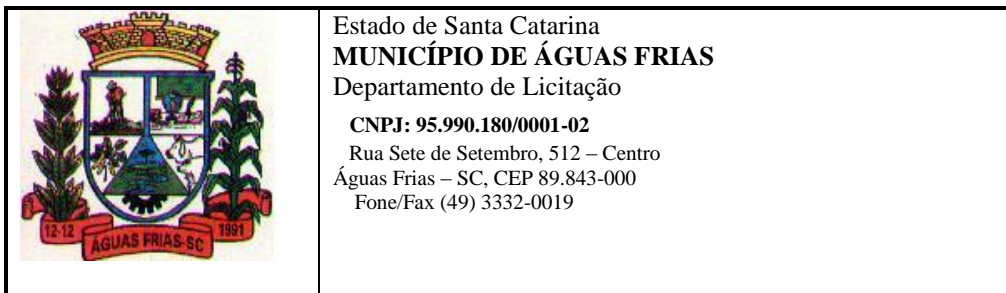 Estado de Santa Catarina
MUNICÍPIO DE ÁGUAS FRIAS
Departamento de Licitação
CNPJ: 95.990.180/0001-02
Rua Sete de Setembro, 512 – Centro
Águas Frias – SC, CEP 89.843-000
Fone/Fax (49) 3332-0019
12-12
ÁGUAS FRIAS-SC
1991